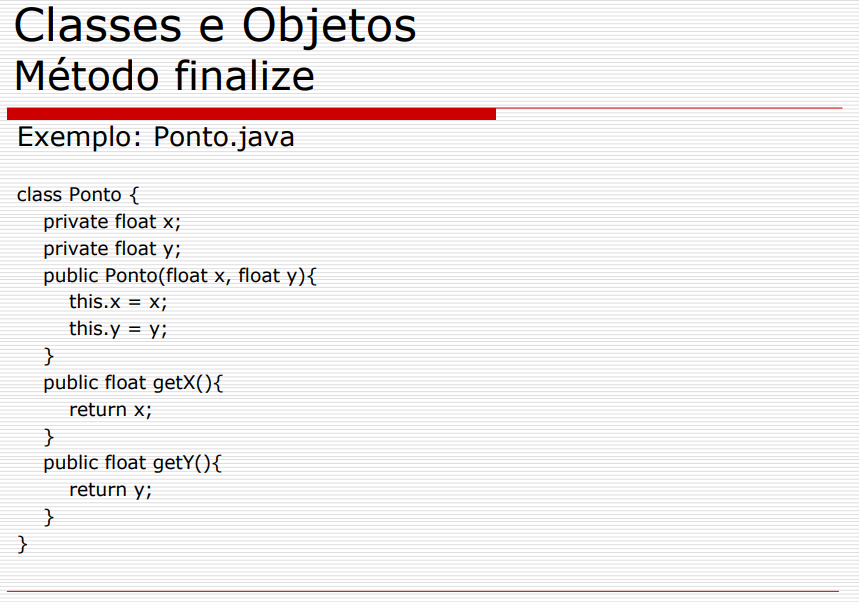 Classes e Objetos
Método finalize
Exemplo: Ponto.java
class Ponto {
private float x;
private float y;
public Ponto(float x, float y){
this.x = x;
this.y = y;
}
public float getX(){
return x;
}
public float getY(){
return y;
}
}